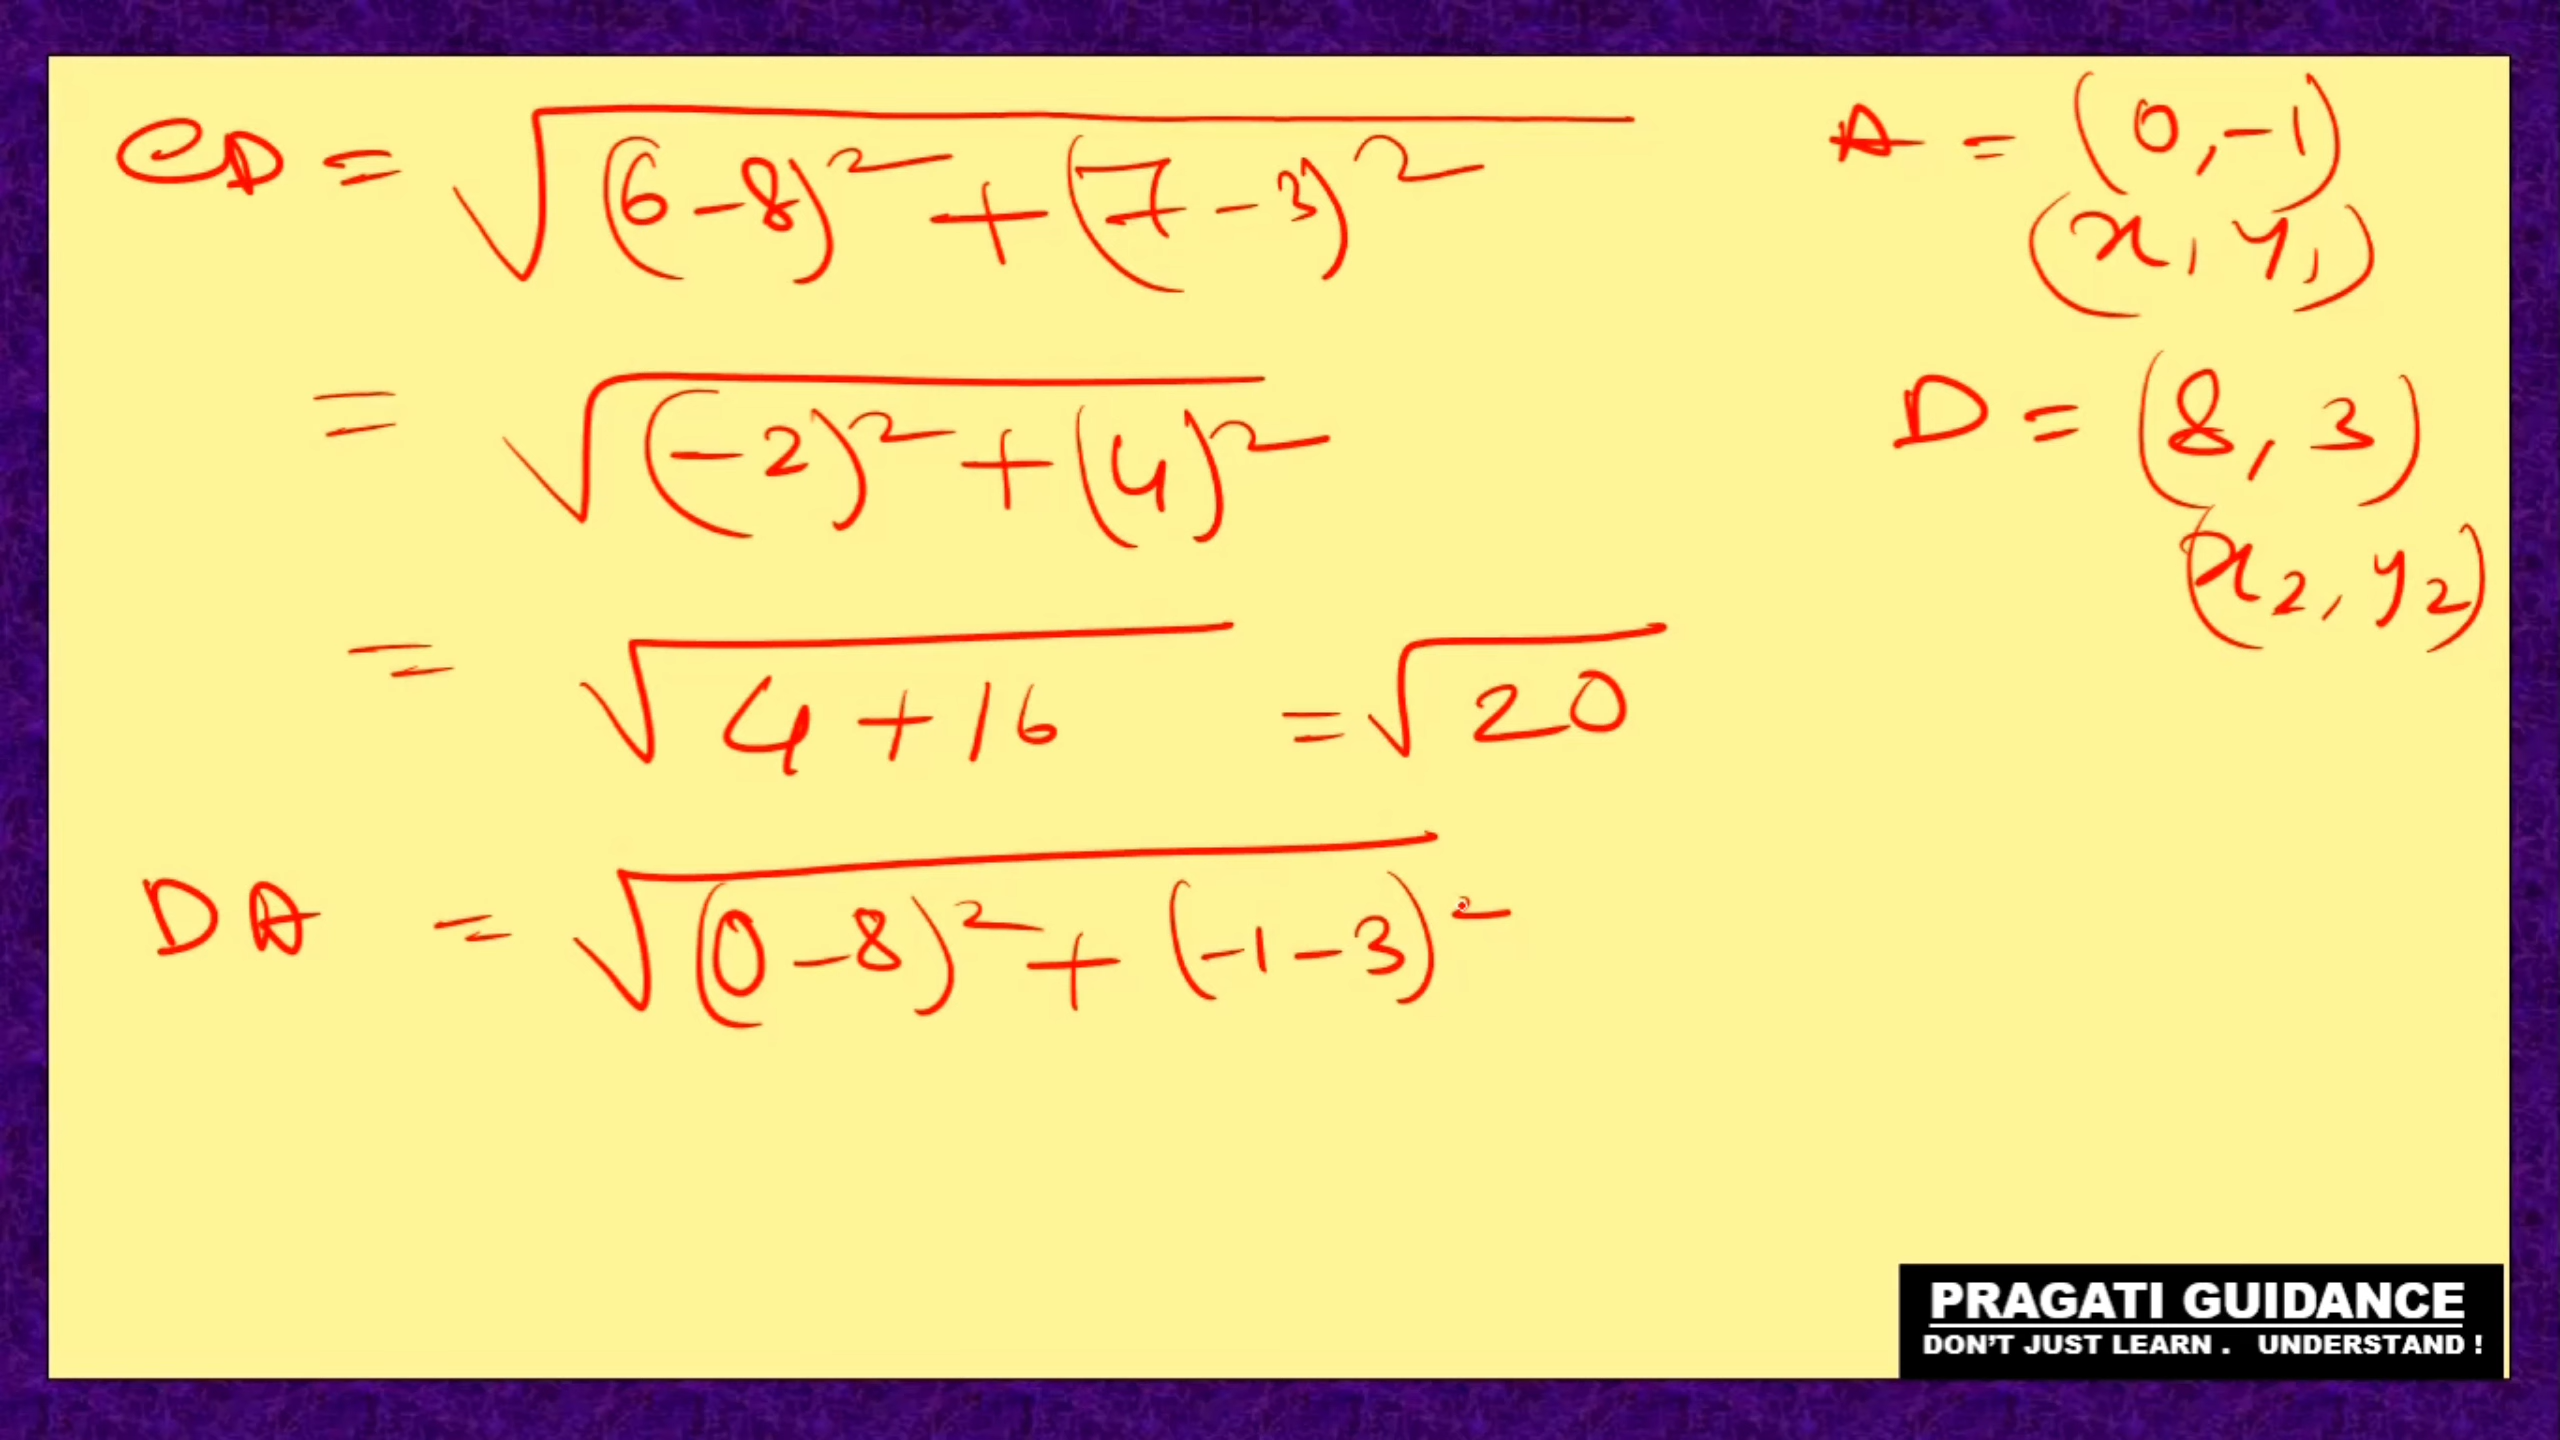 CD = √(6-8)² + (7-3)²
= √(-2)² + (4)²
= √4+16 = √20
DA = √(0-8)² + (-1-3)²
A = (0,-1)
(x₁ y₁)
D = (8, 3)
(x₂, y₂)
PRAGATI GUIDANCE
DON'T JUST LEARN . UNDERSTAND !